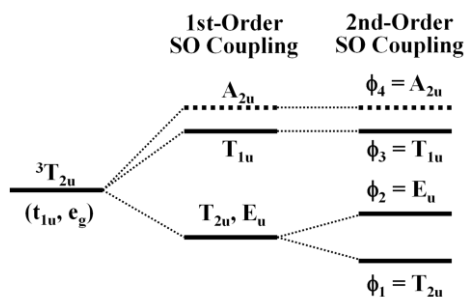 1st-Order
SO Coupling
2nd-Order
SO Coupling
A₂ᵤ
ϕ₄ = A₂ᵤ
T₁ᵤ
ϕ₃ = T₁ᵤ
³T₂ᵤ
(t₁ᵤ, e_g)
T₂ᵤ, Eᵤ
ϕ₂ = Eᵤ
ϕ₁ = T₂ᵤ